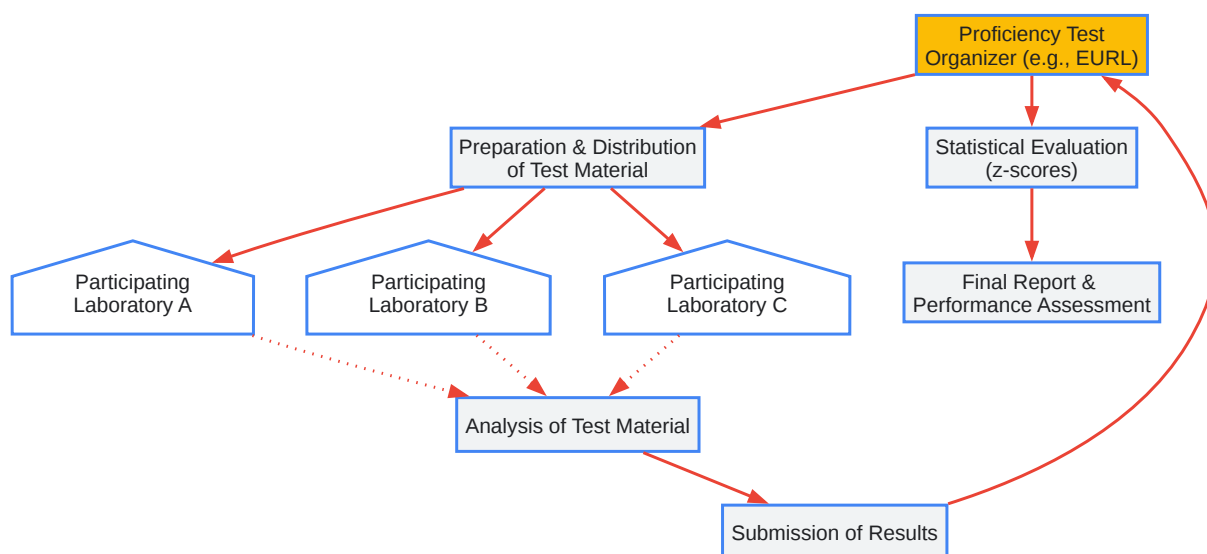 Proficiency Test
Organizer (e.g., EURL)
Preparation & Distribution
of Test Material
Statistical Evaluation
(z-scores)
Participating
Laboratory A
Participating
Laboratory B
Participating
Laboratory C
Final Report &
Performance Assessment
Analysis of Test Material
Submission of Results